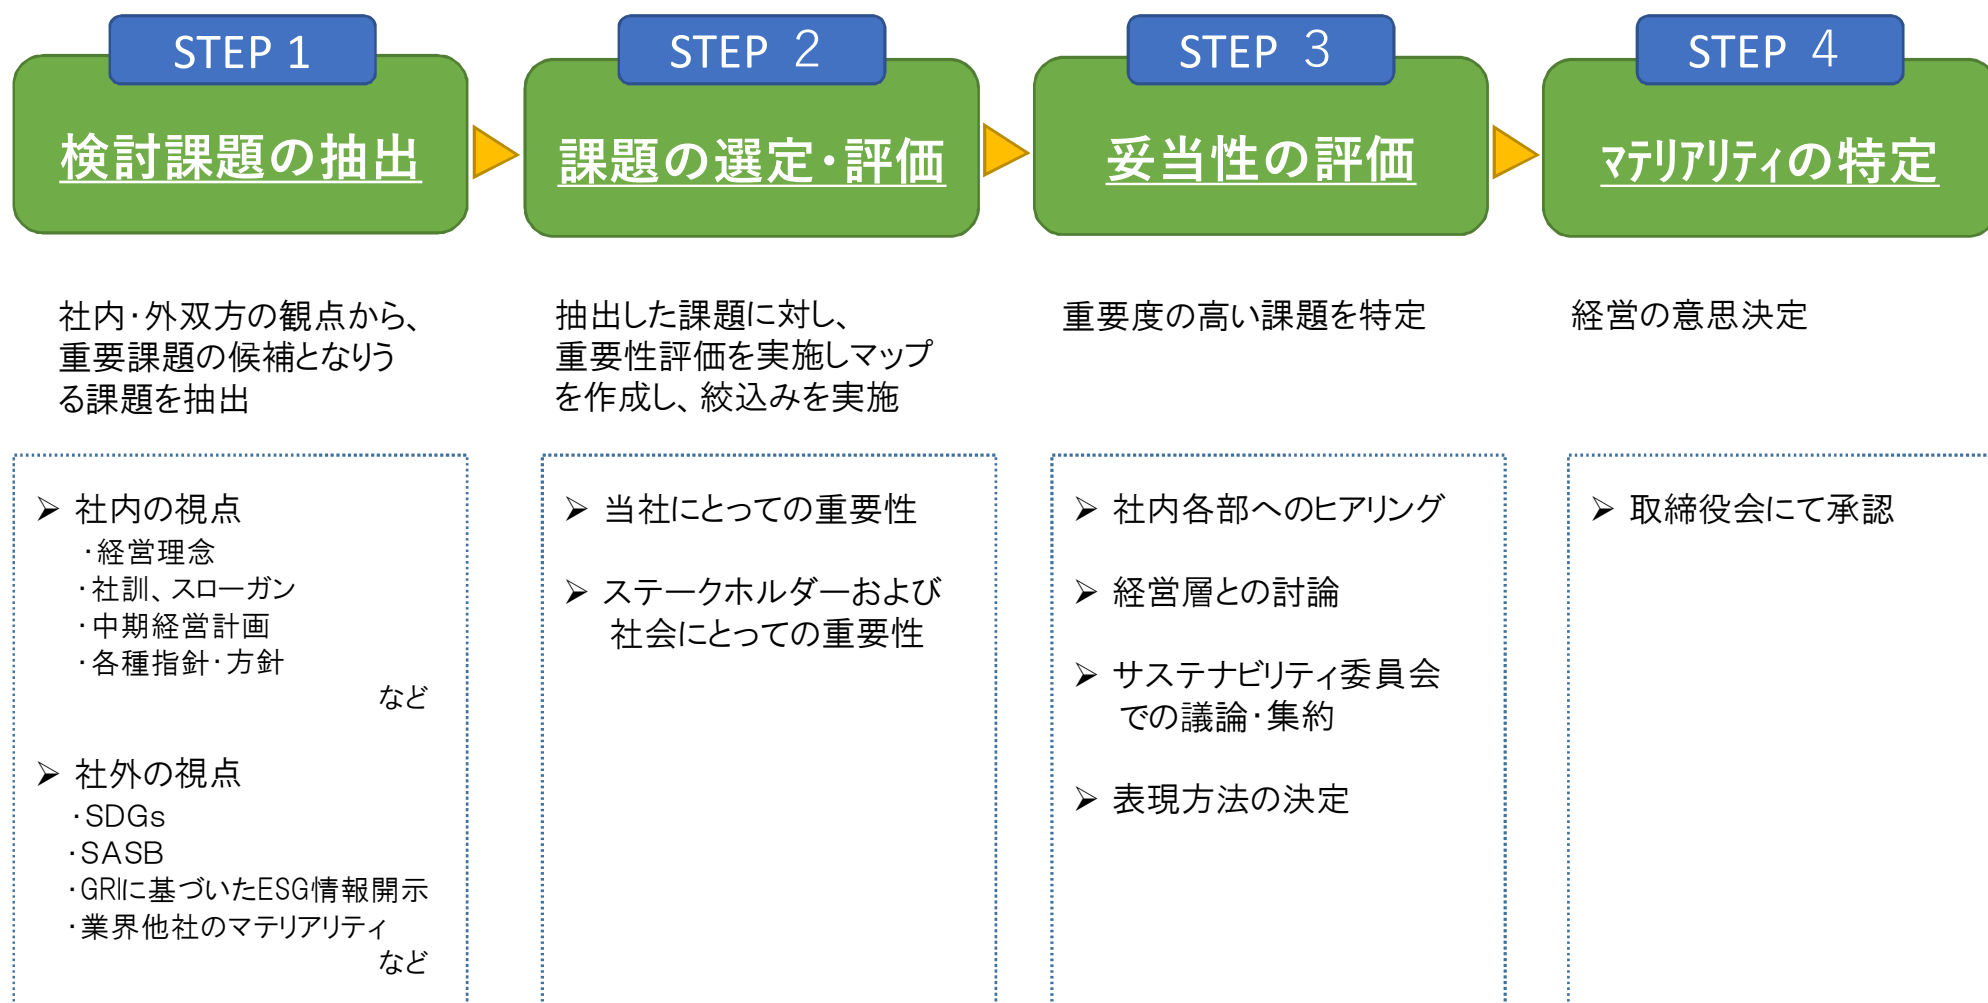 STEP 1
検討課題の抽出
社内・外双方の観点から、
重要課題の候補となりう
る課題を抽出
➢ 社内の視点
・経営理念
・社訓、スローガン
・中期経営計画
・各種指針・方針
など
➢ 社外の視点
・SDGs
・SASB
・GRIに基づいたESG情報開示
・業界他社のマテリアリティ
など
STEP ２
課題の選定・評価
抽出した課題に対し、
重要性評価を実施しマップ
を作成し、絞込みを実施
➢ 当社にとっての重要性
➢ ステークホルダーおよび
社会にとっての重要性
STEP ３
妥当性の評価
重要度の高い課題を特定
➢ 社内各部へのヒアリング
➢ 経営層との討論
➢ サステナビリティ委員会
での議論・集約
➢ 表現方法の決定
STEP ４
ﾏﾃﾘｱﾘﾃｨの特定
経営の意思決定
➢ 取締役会にて承認